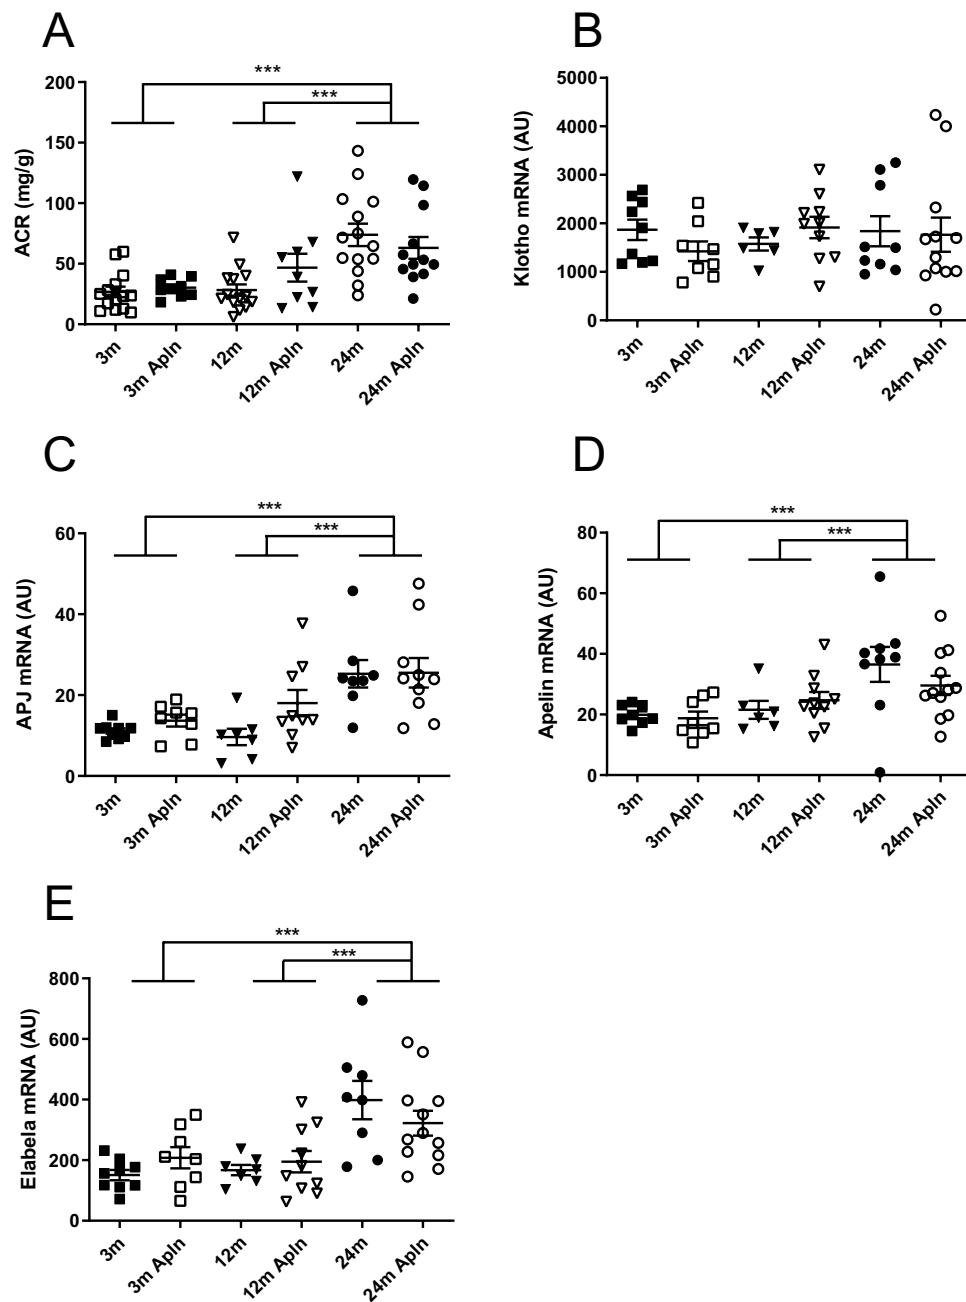 A
ACR (mg/g)
200
150
100
50
0
***
***
3m
3m Apln
12m
12m Apln
24m
24m Apln
B
Klotho mRNA (AU)
5000
4000
3000
2000
1000
0
3m
3m Apln
12m
12m Apln
24m
24m Apln
C
APJ mRNA (AU)
60
40
20
0
***
***
3m
3m Apln
12m
12m Apln
24m
24m Apln
D
Apelin mRNA (AU)
80
60
40
20
0
***
***
3m
3m Apln
12m
12m Apln
24m
24m Apln
E
Elabela mRNA (AU)
800
600
400
200
0
***
***
3m
3m Apln
12m
12m Apln
24m
24m Apln